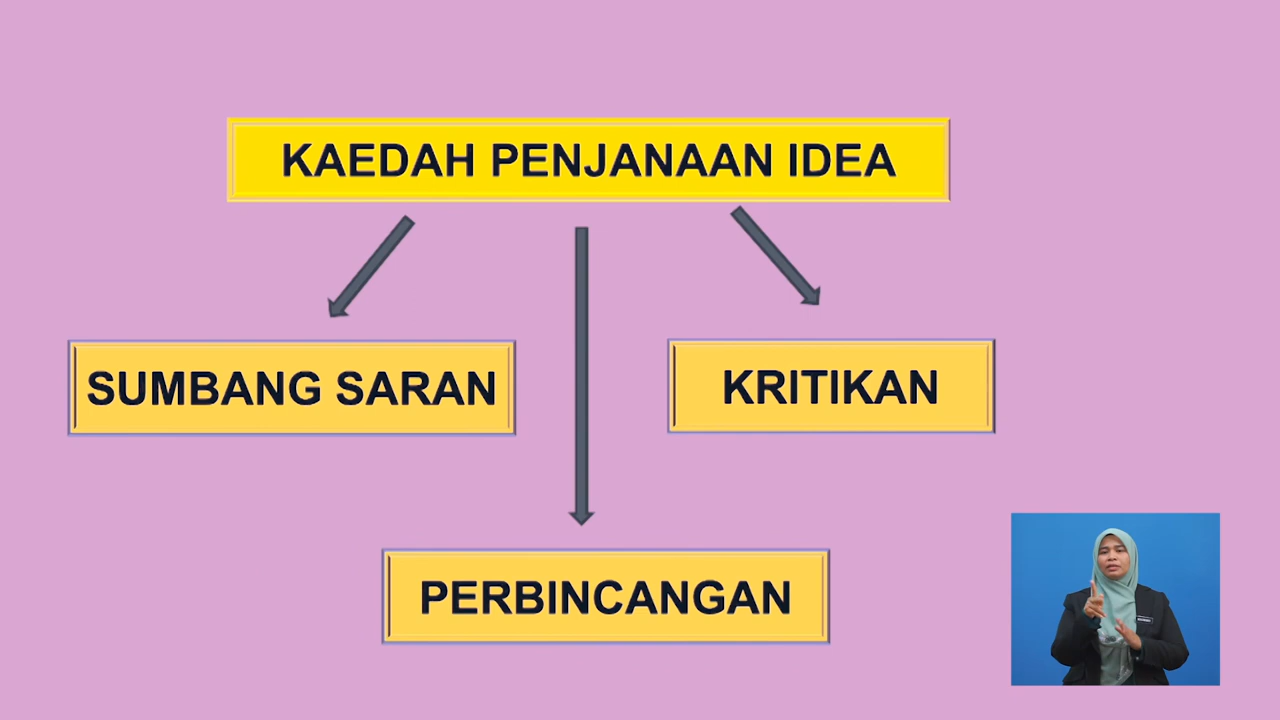 KAEDAH PENJANAAN IDEA
SUMBANG SARAN
KRITIKAN
PERBINCANGAN